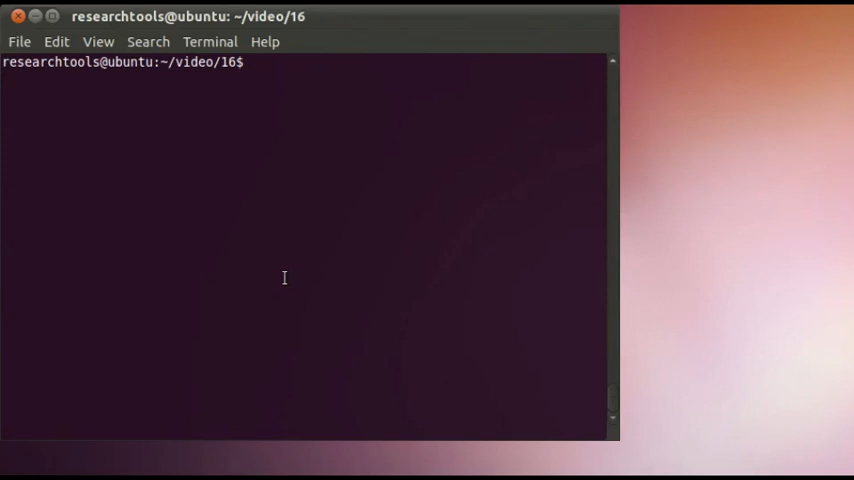 researchtools@ubuntu: ~/video/16
File Edit View Search Terminal Help
researchtools@ubuntu:~/video/16$